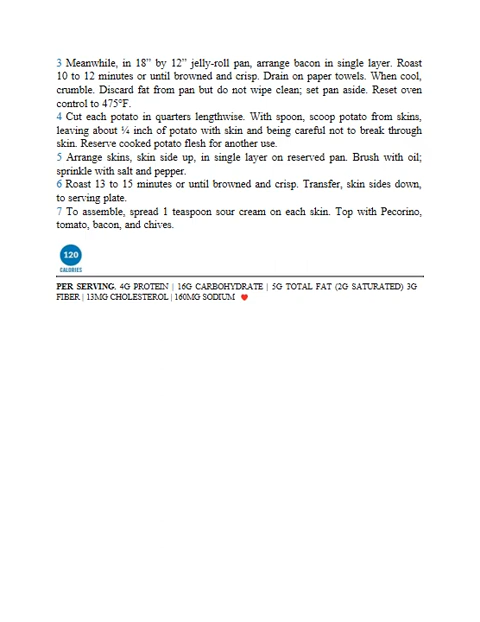 3 Meanwhile, in 18” by 12” jelly-roll pan, arrange bacon in single layer. Roast
10 to 12 minutes or until browned and crisp. Drain on paper towels. When cool,
crumble. Discard fat from pan but do not wipe clean; set pan aside. Reset oven
control to 475°F.
4 Cut each potato in quarters lengthwise. With spoon, scoop potato from skins,
leaving about ¼ inch of potato with skin and being careful not to break through
skin. Reserve cooked potato flesh for another use.
5 Arrange skins, skin side up, in single layer on reserved pan. Brush with oil;
sprinkle with salt and pepper.
6 Roast 13 to 15 minutes or until browned and crisp. Transfer, skin sides down,
to serving plate.
7 To assemble, spread 1 teaspoon sour cream on each skin. Top with Pecorino,
tomato, bacon, and chives.
120
CALORIES
PER SERVING. 4G PROTEIN | 16G CARBOHYDRATE | 5G TOTAL FAT (2G SATURATED) 3G
FIBER | 13MG CHOLESTEROL | 160MG SODIUM